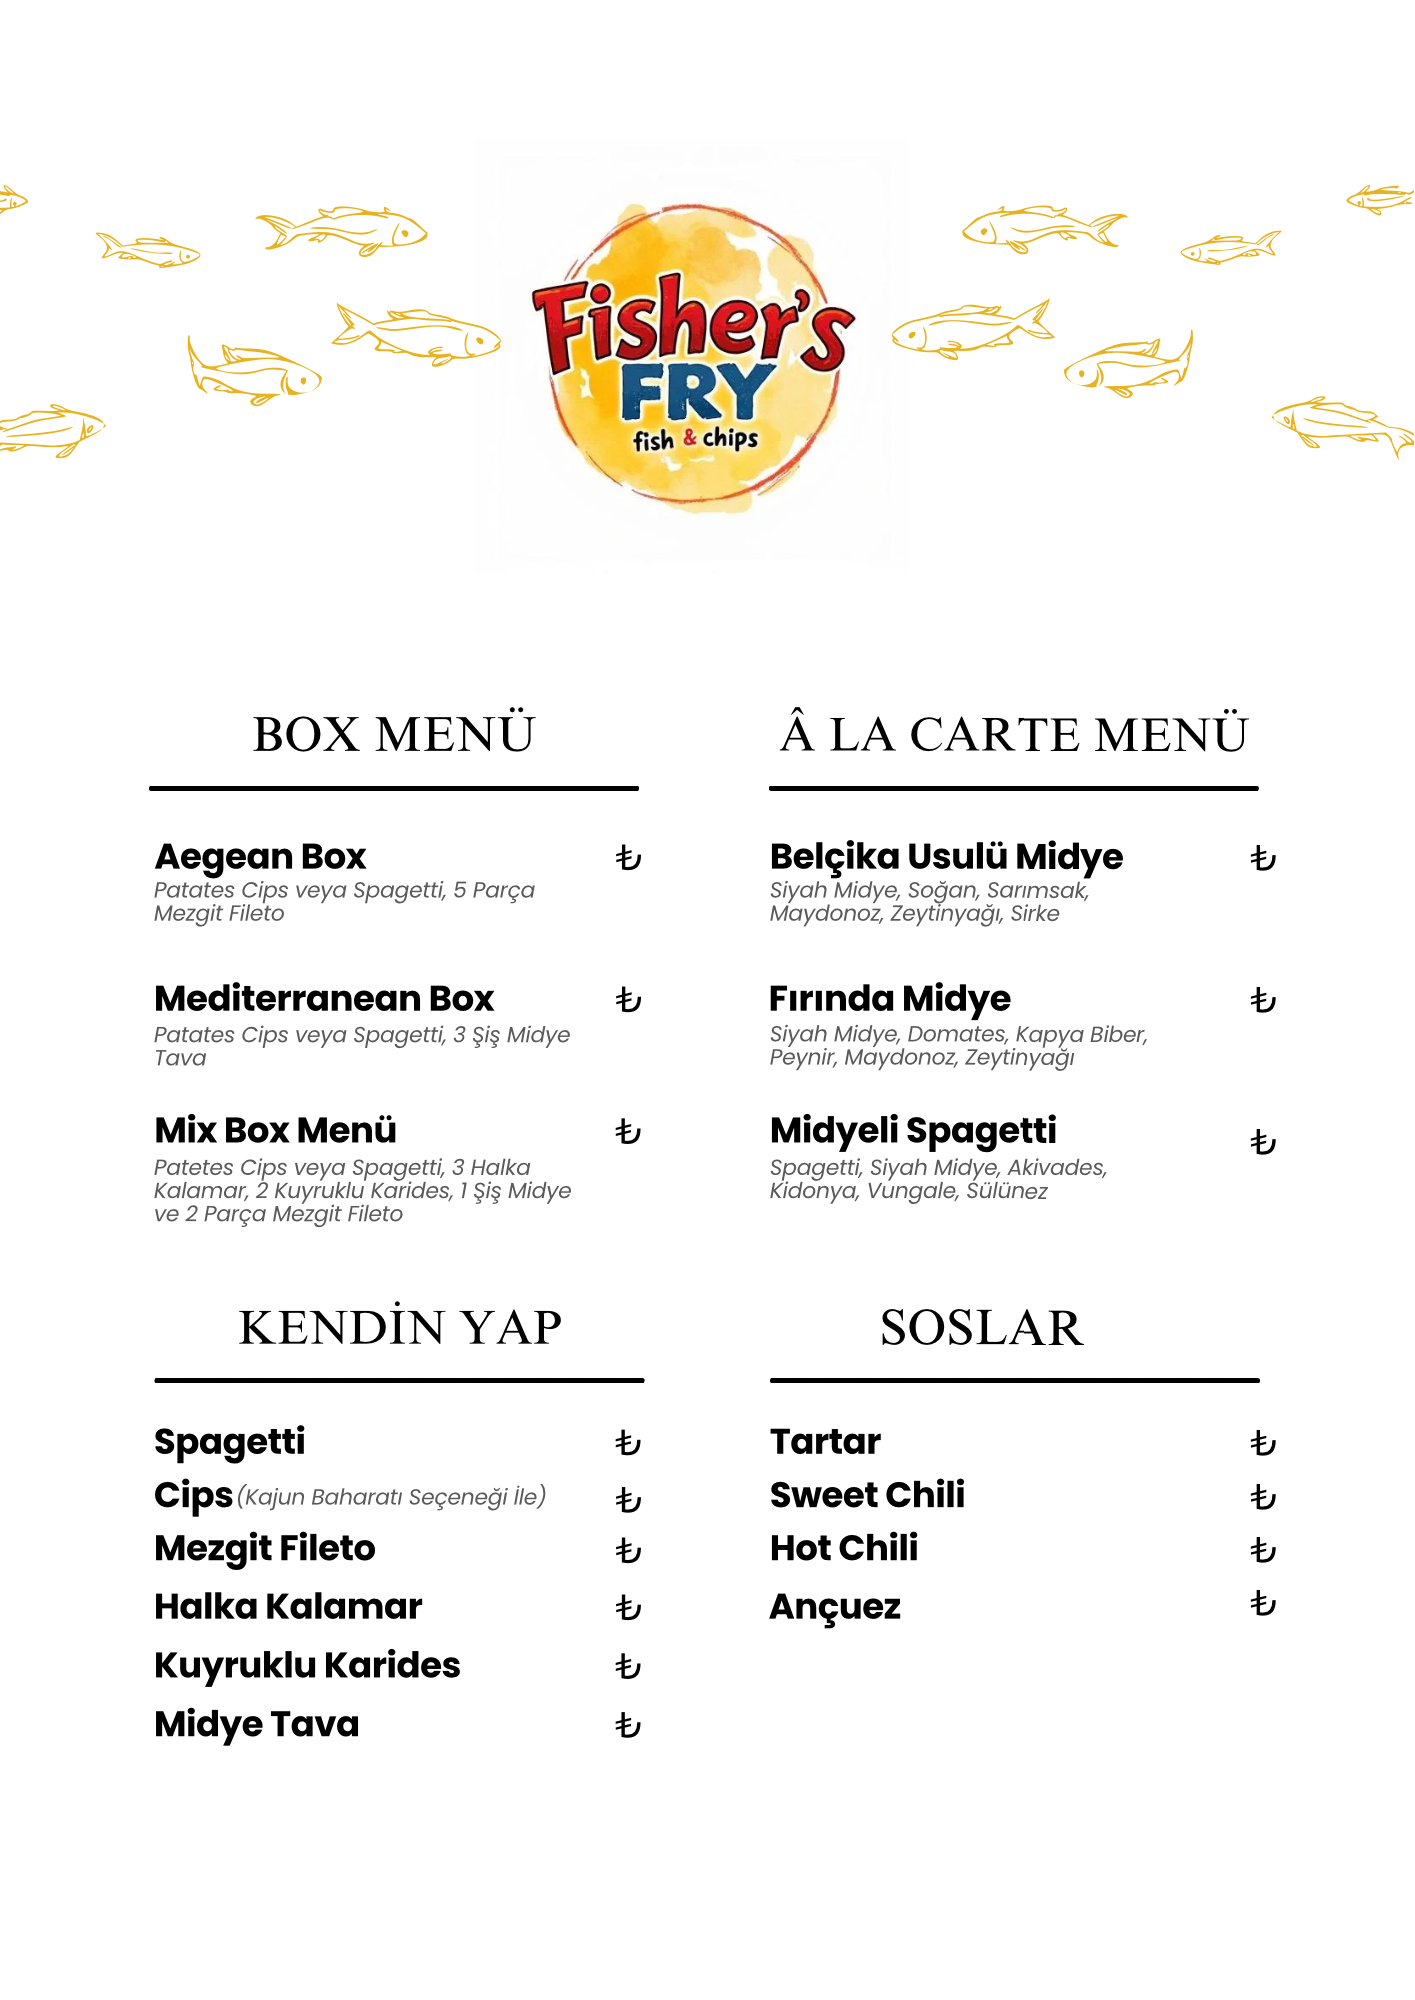 Fisher's
FRY
fish & chips
BOX MENÜ
Aegean Box ₺
Patates Cips veya Spagetti, 5 Parça
Mezgit Fileto
Mediterranean Box ₺
Patates Cips veya Spagetti, 3 Şiş Midye
Tava
Mix Box Menü ₺
Patetes Cips veya Spagetti, 3 Halka
Kalamar, 2 Kuyruklu Karides, 1 Şiş Midye
ve 2 Parça Mezgit Fileto
 LA CARTE MENÜ
Belçika Usulü Midye ₺
Siyah Midye, Soğan, Sarımsak,
Maydonoz, Zeytinyağı, Sirke
Fırında Midye ₺
Siyah Midye, Domates, Kapya Biber,
Peynir, Maydonoz, Zeytinyağı
Midyeli Spagetti ₺
Spagetti, Siyah Midye, Akivades,
Kidonya, Vungale, Sülünez
KENDİN YAP
Spagetti ₺
Cips (Kajun Baharatı Seçeneği İle) ₺
Mezgit Fileto ₺
Halka Kalamar ₺
Kuyruklu Karides ₺
Midye Tava ₺
SOSLAR
Tartar ₺
Sweet Chili ₺
Hot Chili ₺
Ançuez ₺